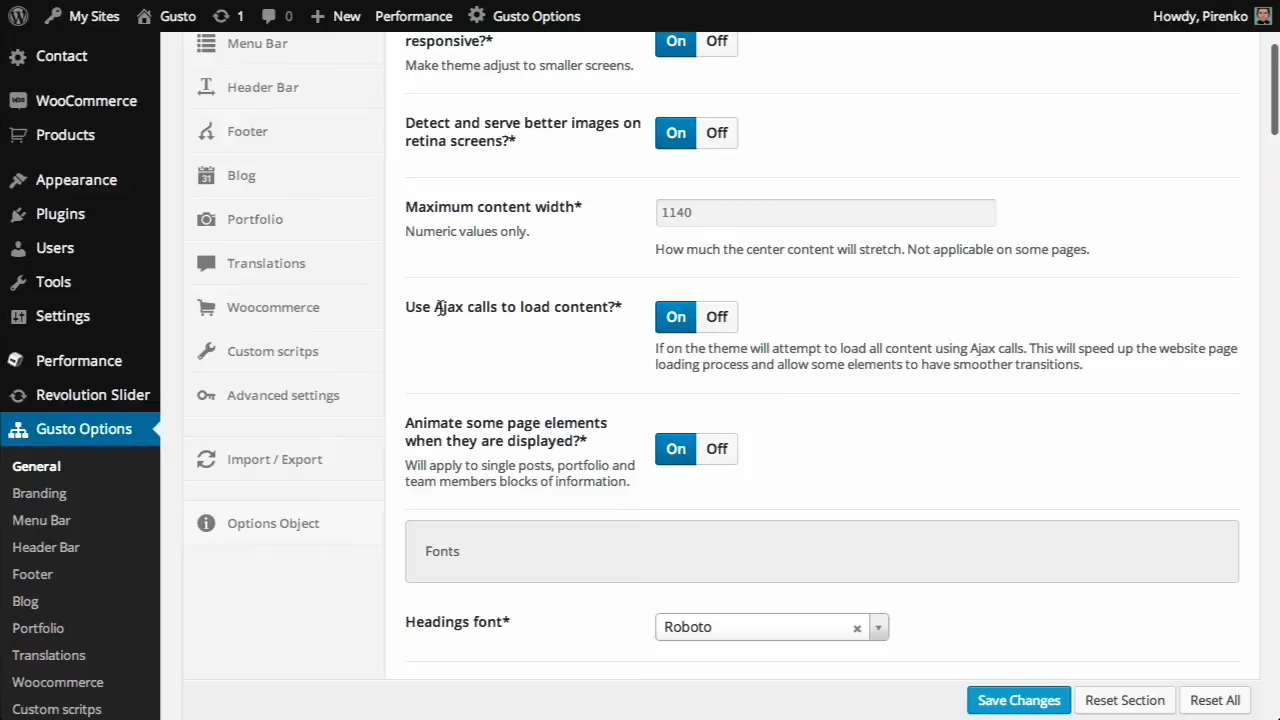 My Sites
Gusto
1
0
New
Performance
Gusto Options
Howdy, Pirenko
Contact
WooCommerce
Products
Appearance
Plugins
Users
Tools
Settings
Performance
Revolution Slider
Gusto Options
General
Branding
Menu Bar
Header Bar
Footer
Blog
Portfolio
Translations
Woocommerce
Custom scritps
Menu Bar
Header Bar
Footer
31
Blog
Portfolio
Translations
Woocommerce
Custom scritps
Advanced settings
Import / Export
Options Object
responsive?*
Make theme adjust to smaller screens.
On Off
Detect and serve better images on
retina screens?*
On Off
Maximum content width*
Numeric values only.
1140
How much the center content will stretch. Not applicable on some pages.
Use Ajax calls to load content?*
On Off
If on the theme will attempt to load all content using Ajax calls. This will speed up the website page
loading process and allow some elements to have smoother transitions.
Animate some page elements
when they are displayed?*
Will apply to single posts, portfolio and
team members blocks of information.
On Off
Fonts
Headings font*
Roboto
Save Changes
Reset Section
Reset All